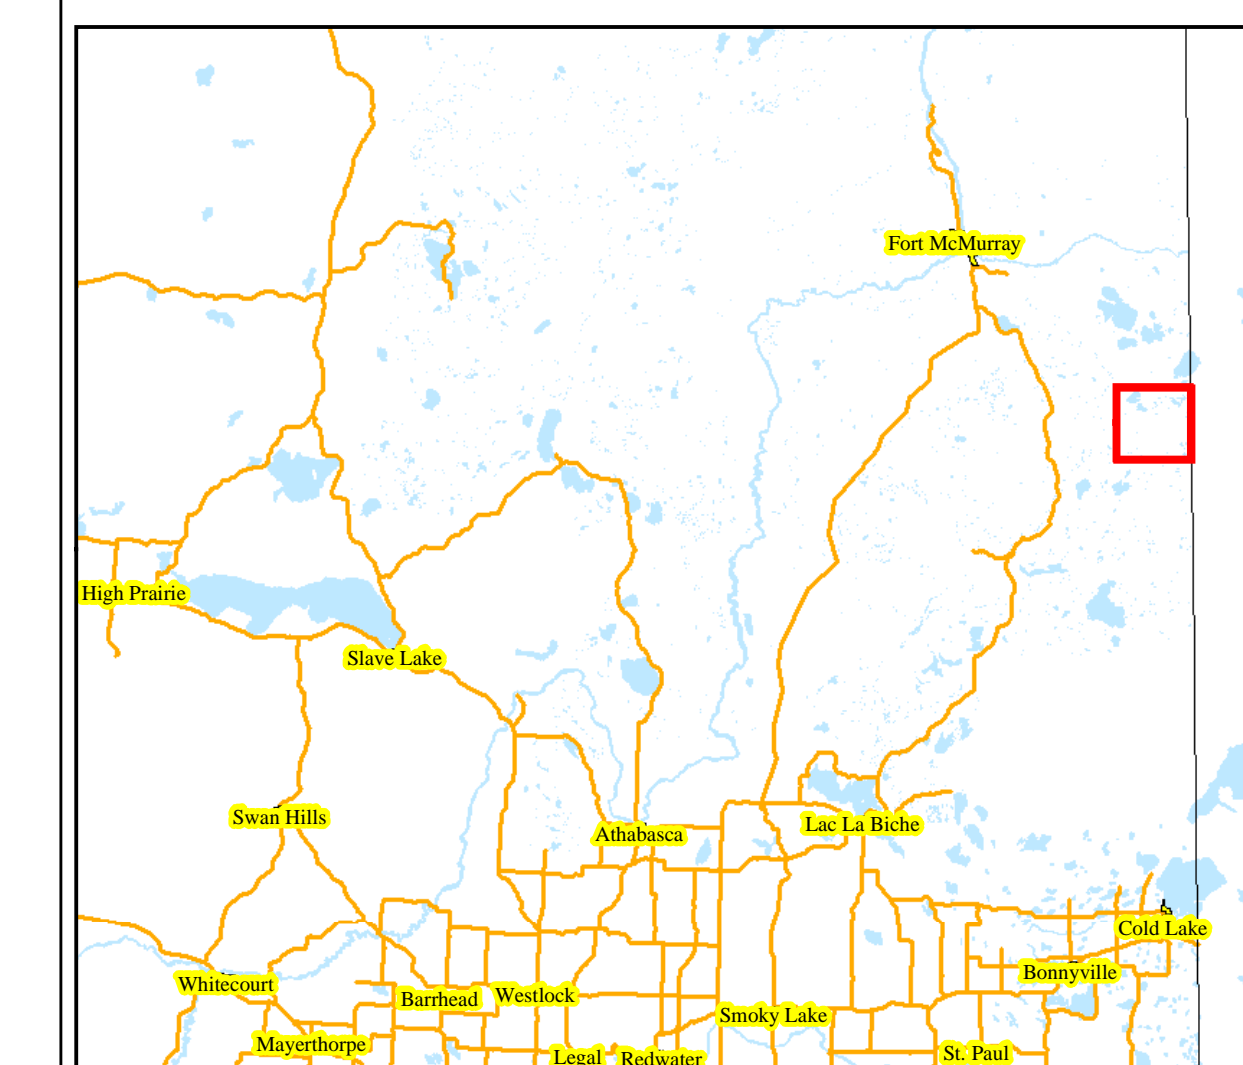 Fort McMurray
High Prairie
Slave Lake
Swan Hills
Athabasca
Lac La Biche
Cold Lake
Whitecourt
Bonnyville
Barrhead
Westlock
Smoky Lake
Mayerthorpe
Legal
Redwater
St. Paul